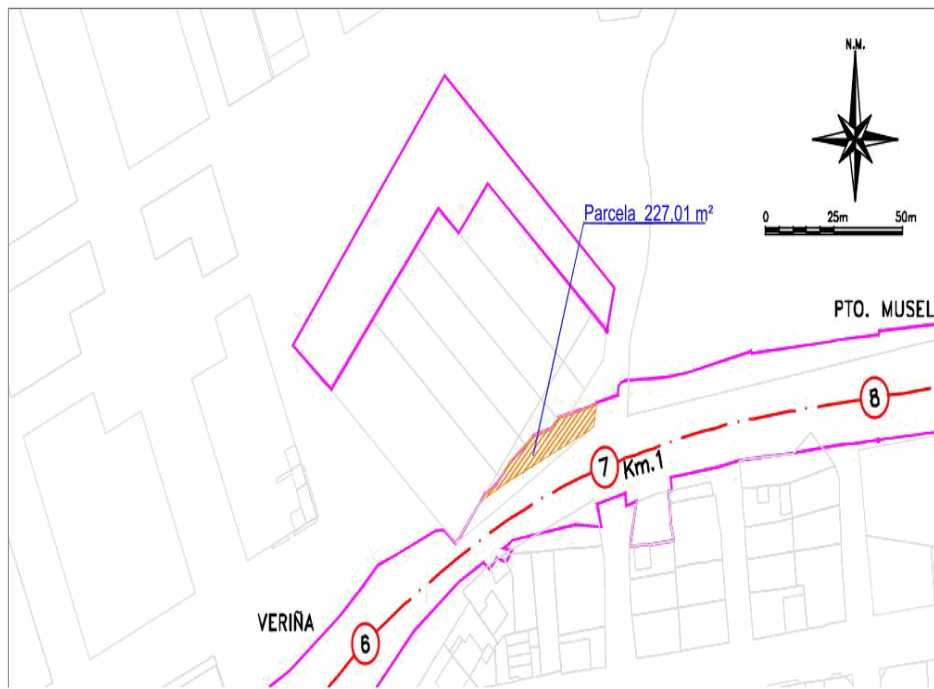 N.M.
0 25m 50m
Parcela 227,01 m²
PTO. MUSEL
8
7 Km.1
VERIÑA
6